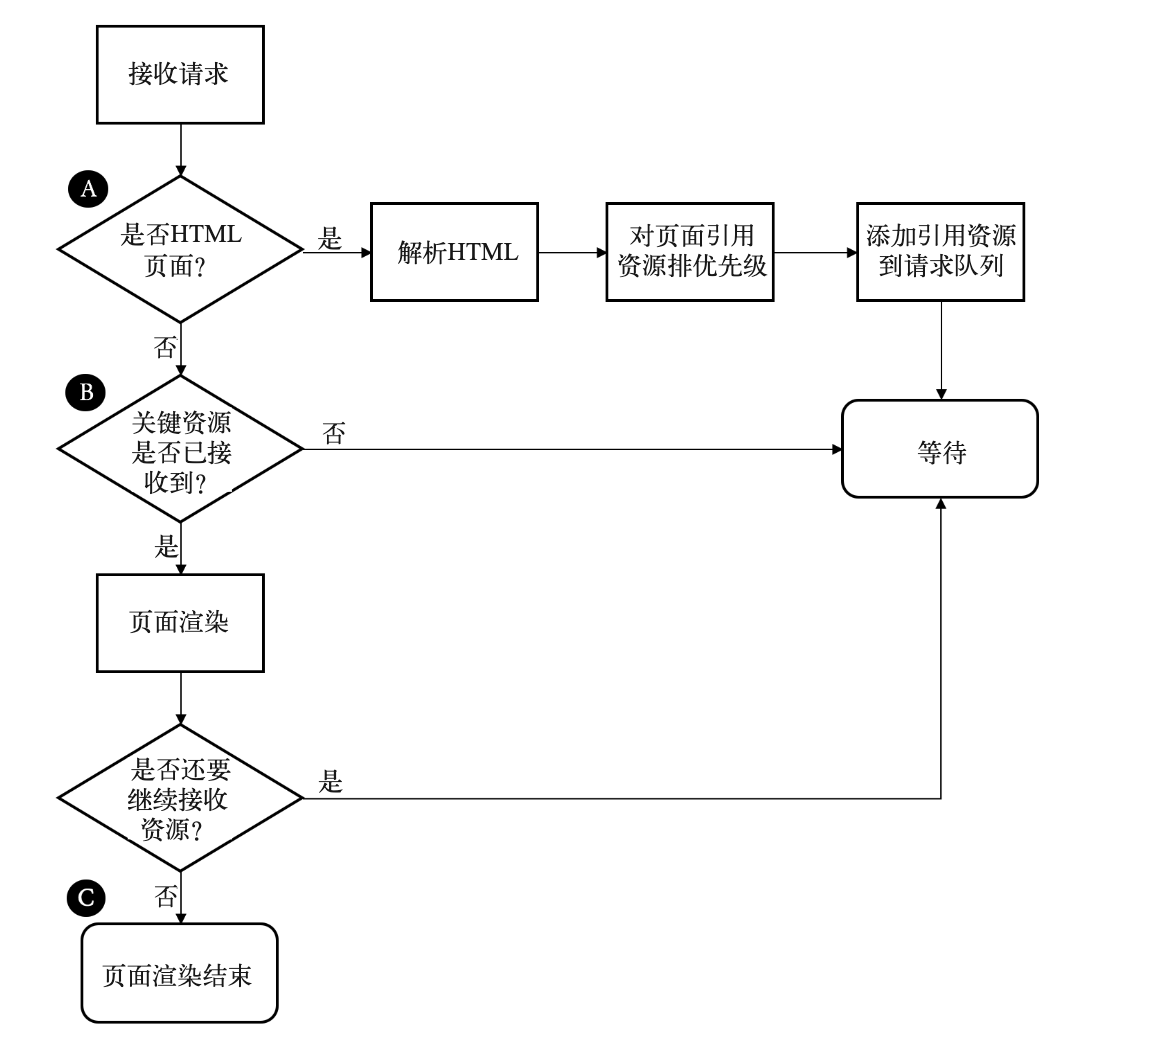 接收请求
A
是否HTML
页面？
是
解析HTML
对页面引用
资源排优先级
添加引用资源
到请求队列
否
B
关键资源
是否已接
收到？
否
等待
是
页面渲染
是否还要
继续接收
资源？
是
否
C
页面渲染结束